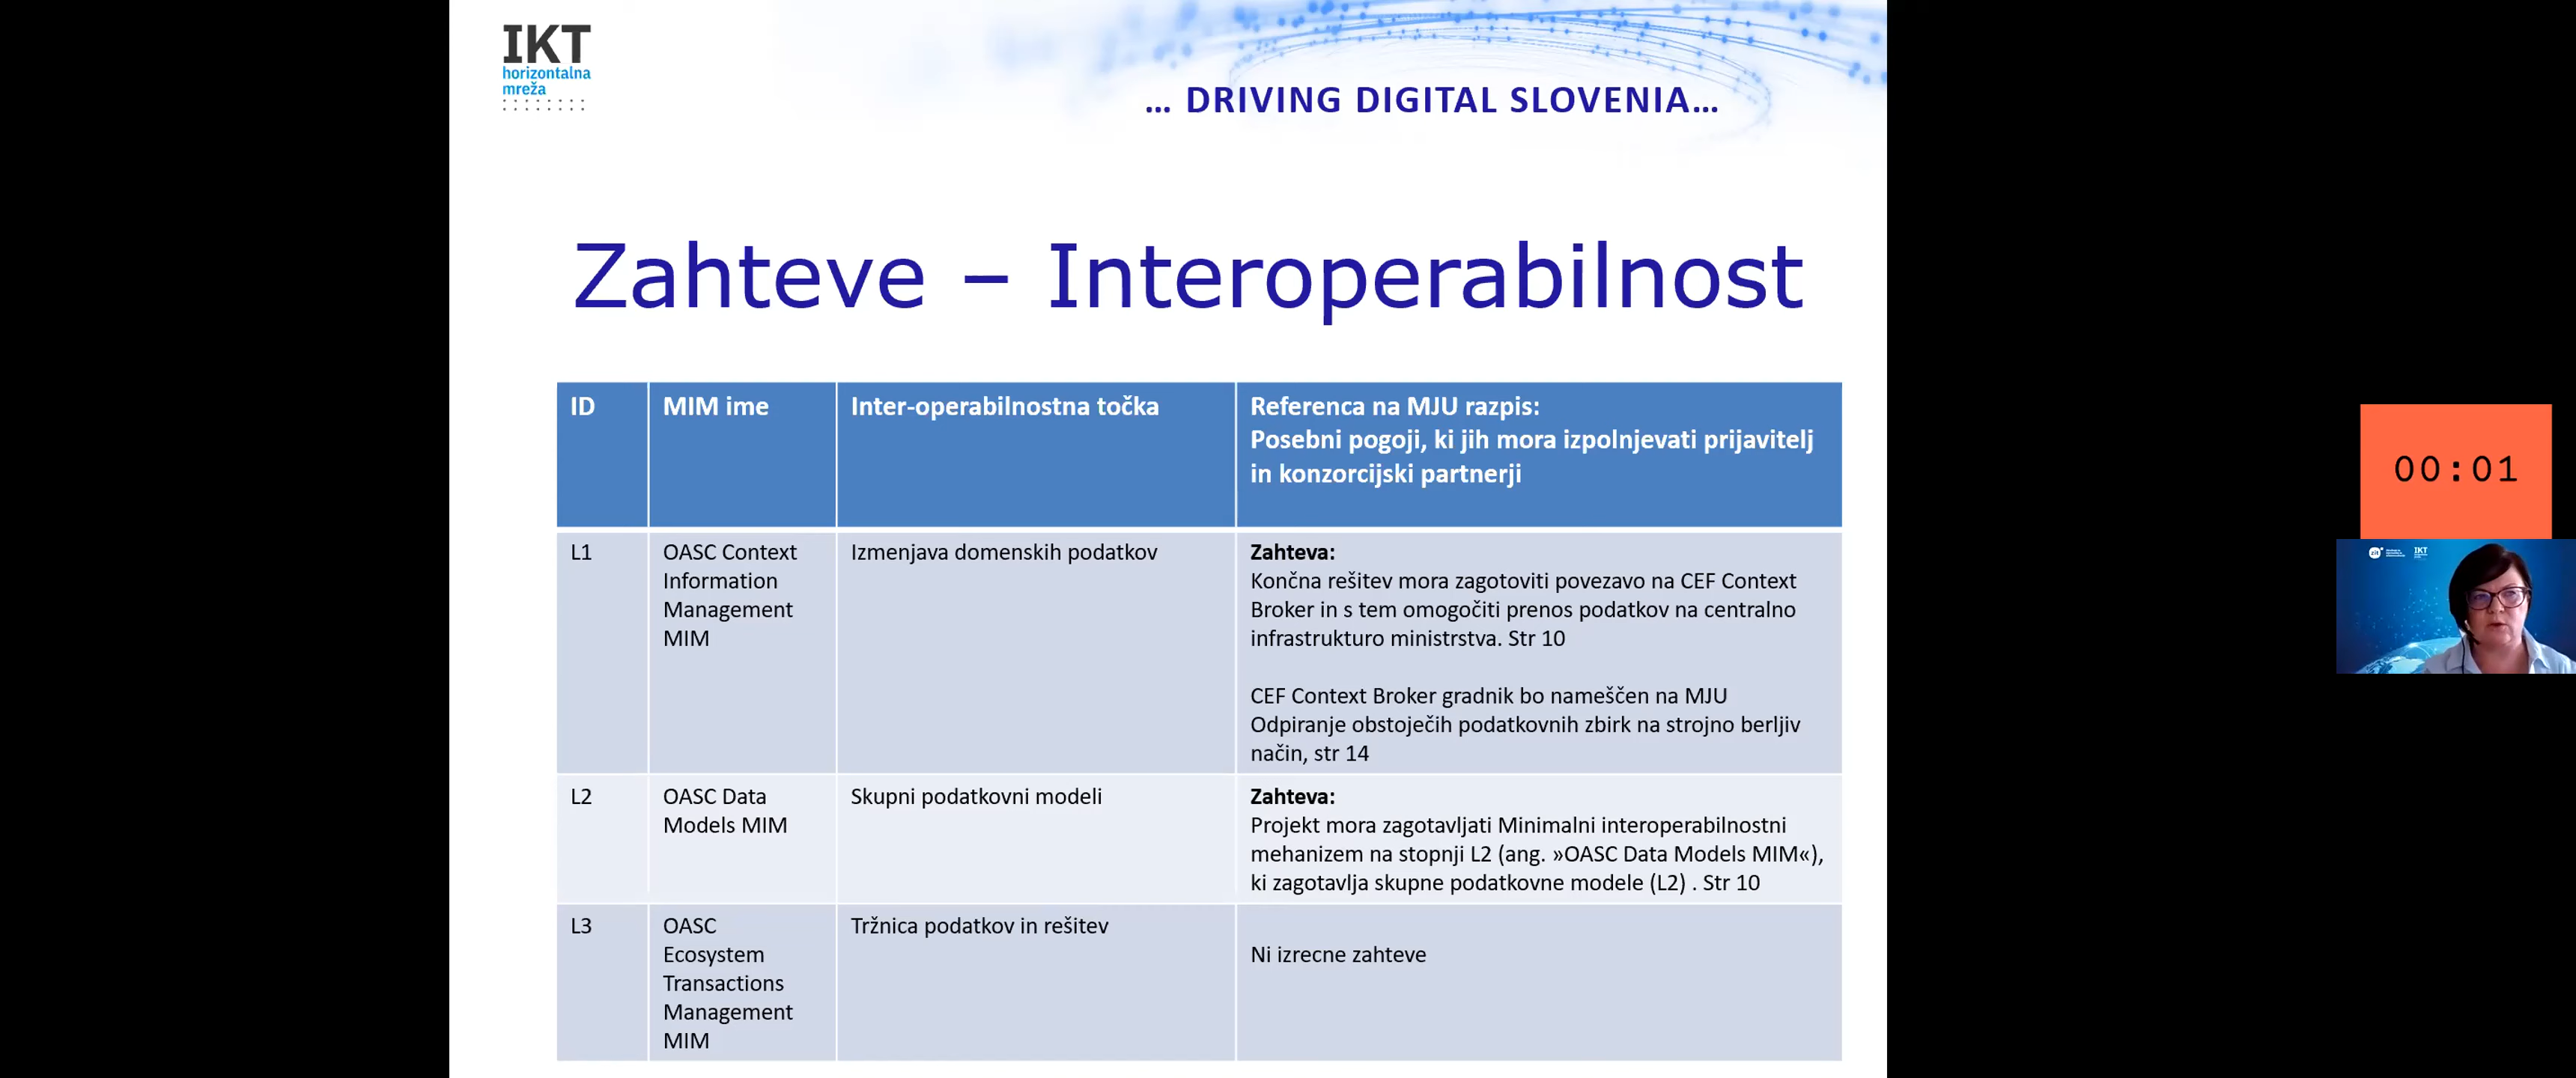 IKT
horizontalna
mreža
... DRIVING DIGITAL SLOVENIA...
Zahteve – Interoperabilnost
ID
MIM ime
Inter-operabilnostna točka
Referenca na MJU razpis:
Posebni pogoji, ki jih mora izpolnjevati prijavitelj
in konzorcijski partnerji
L1
OASC Context
Information
Management
MIM
Izmenjava domenskih podatkov
Zahteva:
Končna rešitev mora zagotoviti povezavo na CEF Context
Broker in s tem omogočiti prenos podatkov na centralno
infrastrukturo ministrstva. Str 10
CEF Context Broker gradnik bo nameščen na MJU
Odpiranje obstoječih podatkovnih zbirk na strojno berljiv
način, str 14
L2
OASC Data
Models MIM
Skupni podatkovni modeli
Zahteva:
Projekt mora zagotavljati Minimalni interoperabilnostni
mehanizem na stopnji L2 (ang. »OASC Data Models MIM«),
ki zagotavlja skupne podatkovne modele (L2) . Str 10
L3
OASC
Ecosystem
Transactions
Management
MIM
Tržnica podatkov in rešitev
Ni izrecne zahteve
00:01
zit
IKT